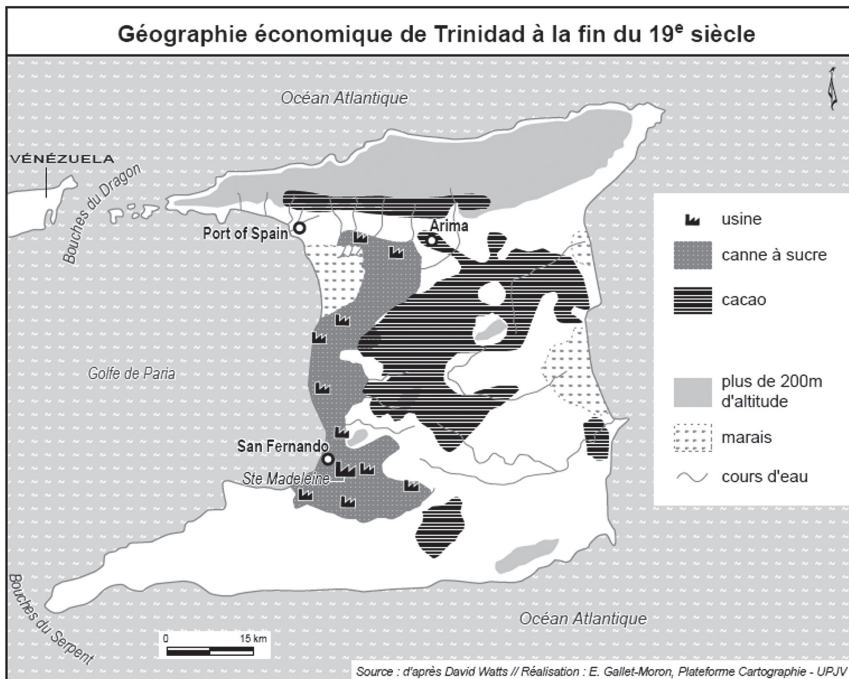 Géographie économique de Trinidad à la fin du 19e siècle
Océan Atlantique
VÉNÉZUELA
Bouches du Dragon
Port of Spain
Arima
usine
canne à sucre
cacao
Golfe de Paria
plus de 200m
d'altitude
marais
San Fernando
Ste Madeleine
cours d'eau
Bouches du Serpent
Océan Atlantique
0 15 km
Source : d'après David Watts // Réalisation : E. Gallet-Moron, Plateforme Cartographie - UPJV